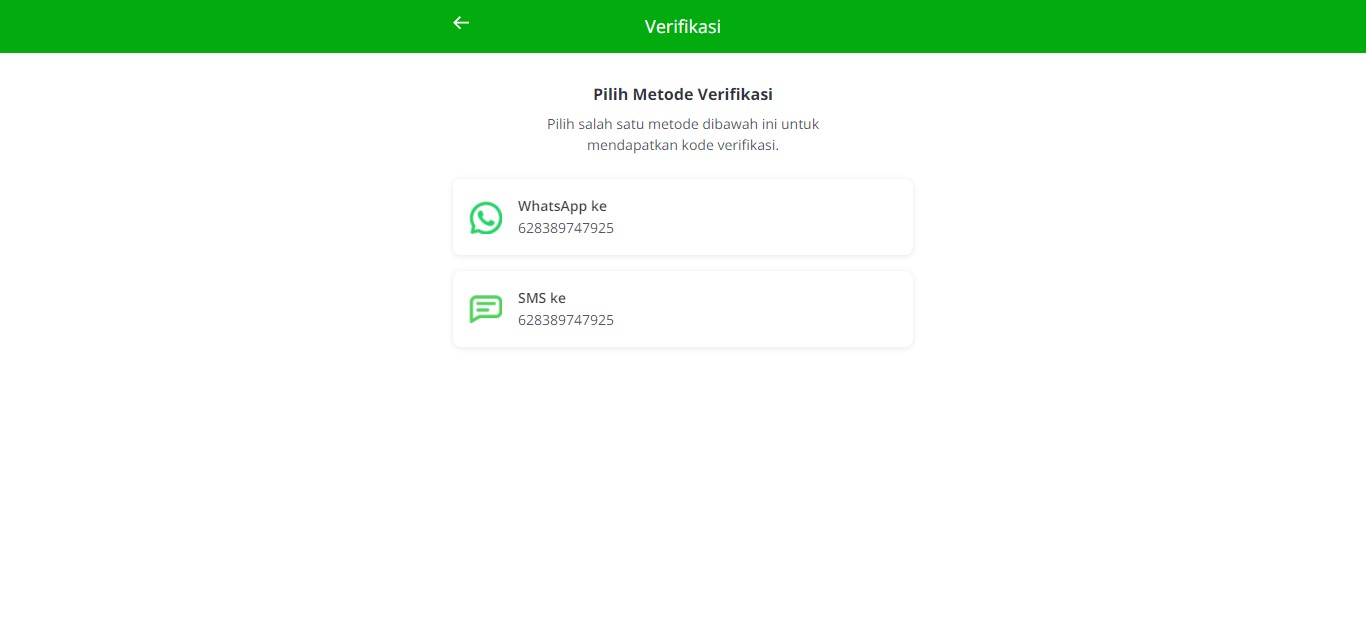 Verifikasi
Pilih Metode Verifikasi
Pilih salah satu metode dibawah ini untuk
mendapatkan kode verifikasi.
WhatsApp ke
628389747925
SMS ke
628389747925